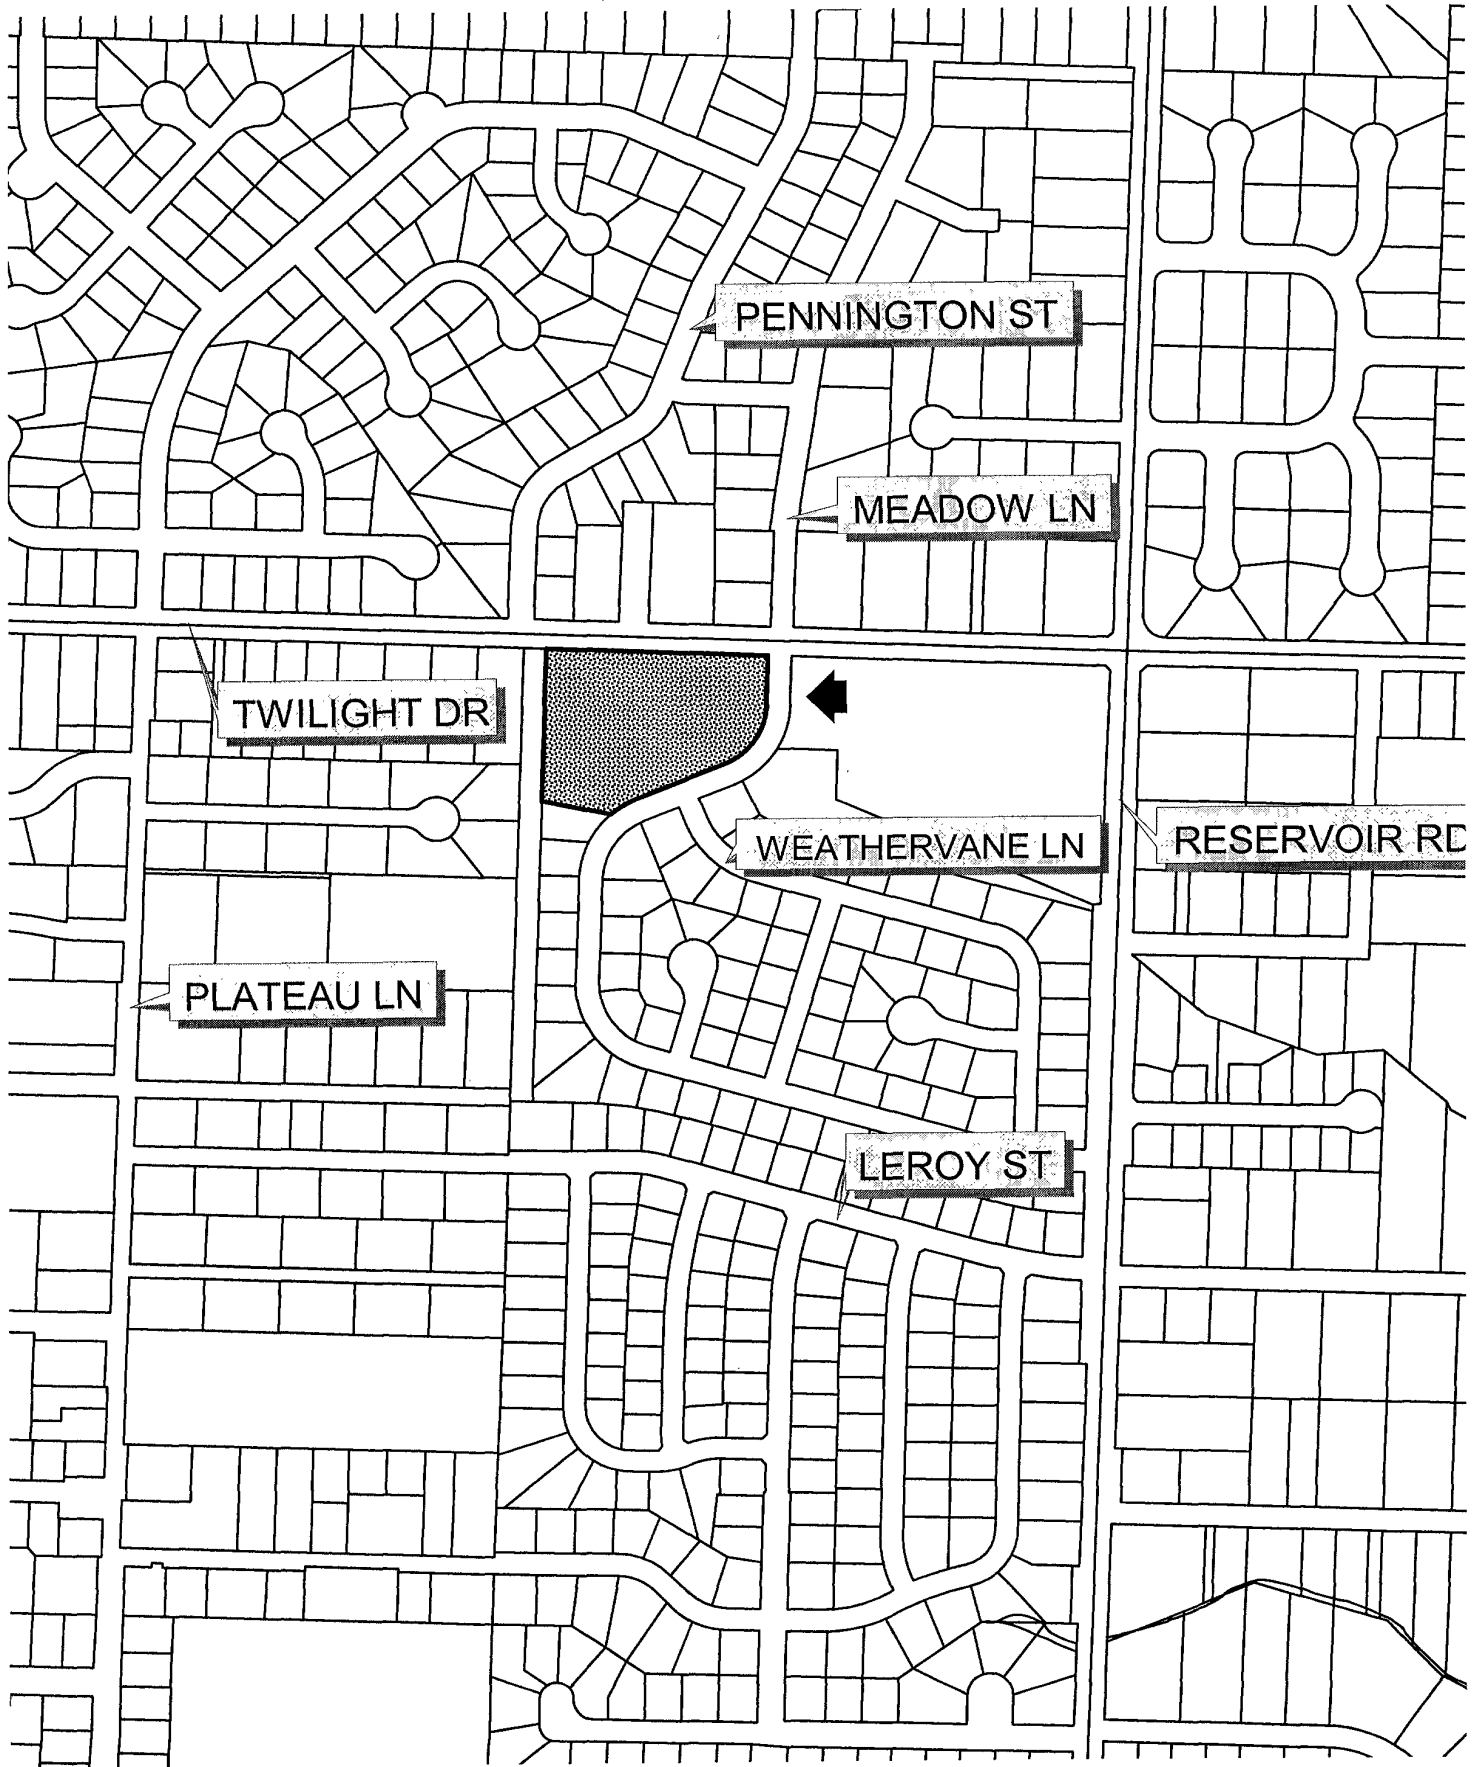 PENNINGTON ST
MEADOW LN
TWILIGHT DR
WEATHERVANE LN
RESERVOIR RD
PLATEAU LN
LEROY ST